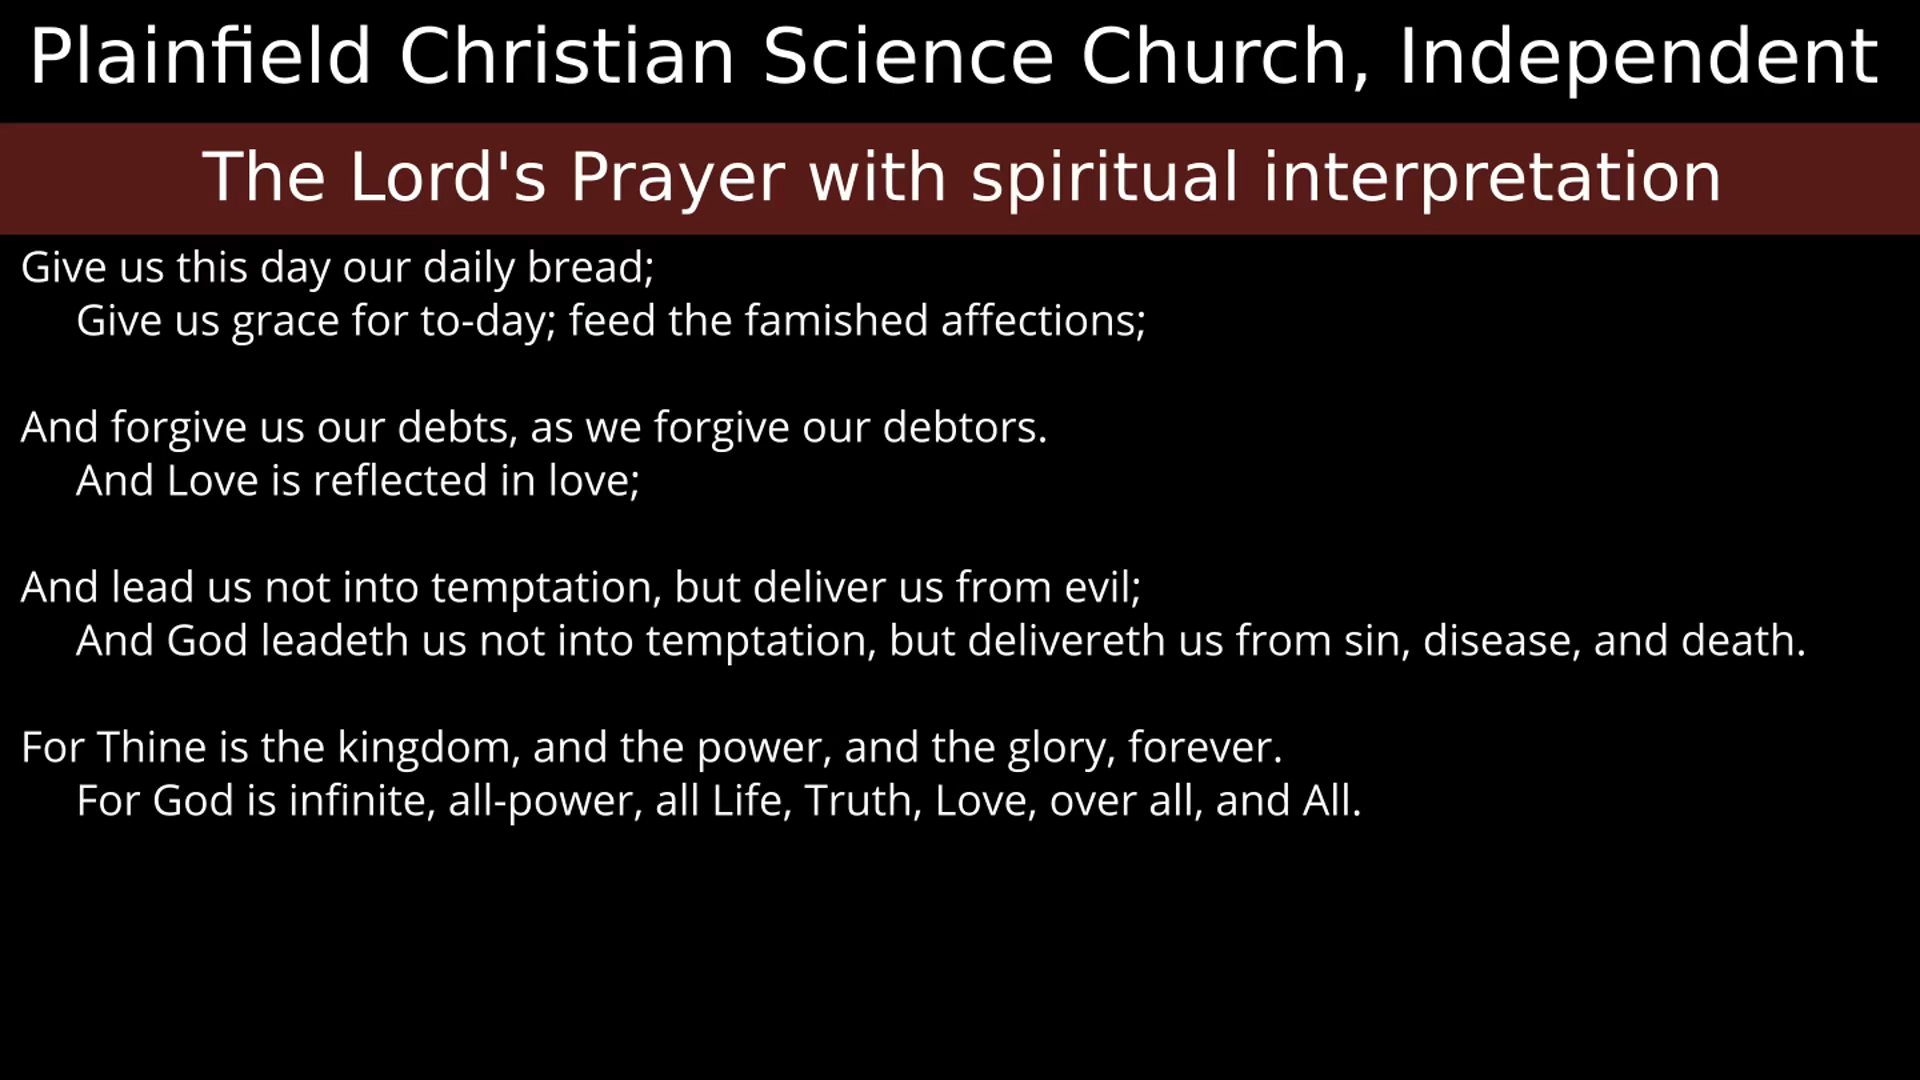 Plainfield Christian Science Church, Independent
The Lord's Prayer with spiritual interpretation
Give us this day our daily bread;
Give us grace for to-day; feed the famished affections;
And forgive us our debts, as we forgive our debtors.
And Love is reflected in love;
And lead us not into temptation, but deliver us from evil;
And God leadeth us not into temptation, but delivereth us from sin, disease, and death.
For Thine is the kingdom, and the power, and the glory, forever.
For God is infinite, all-power, all Life, Truth, Love, over all, and All.